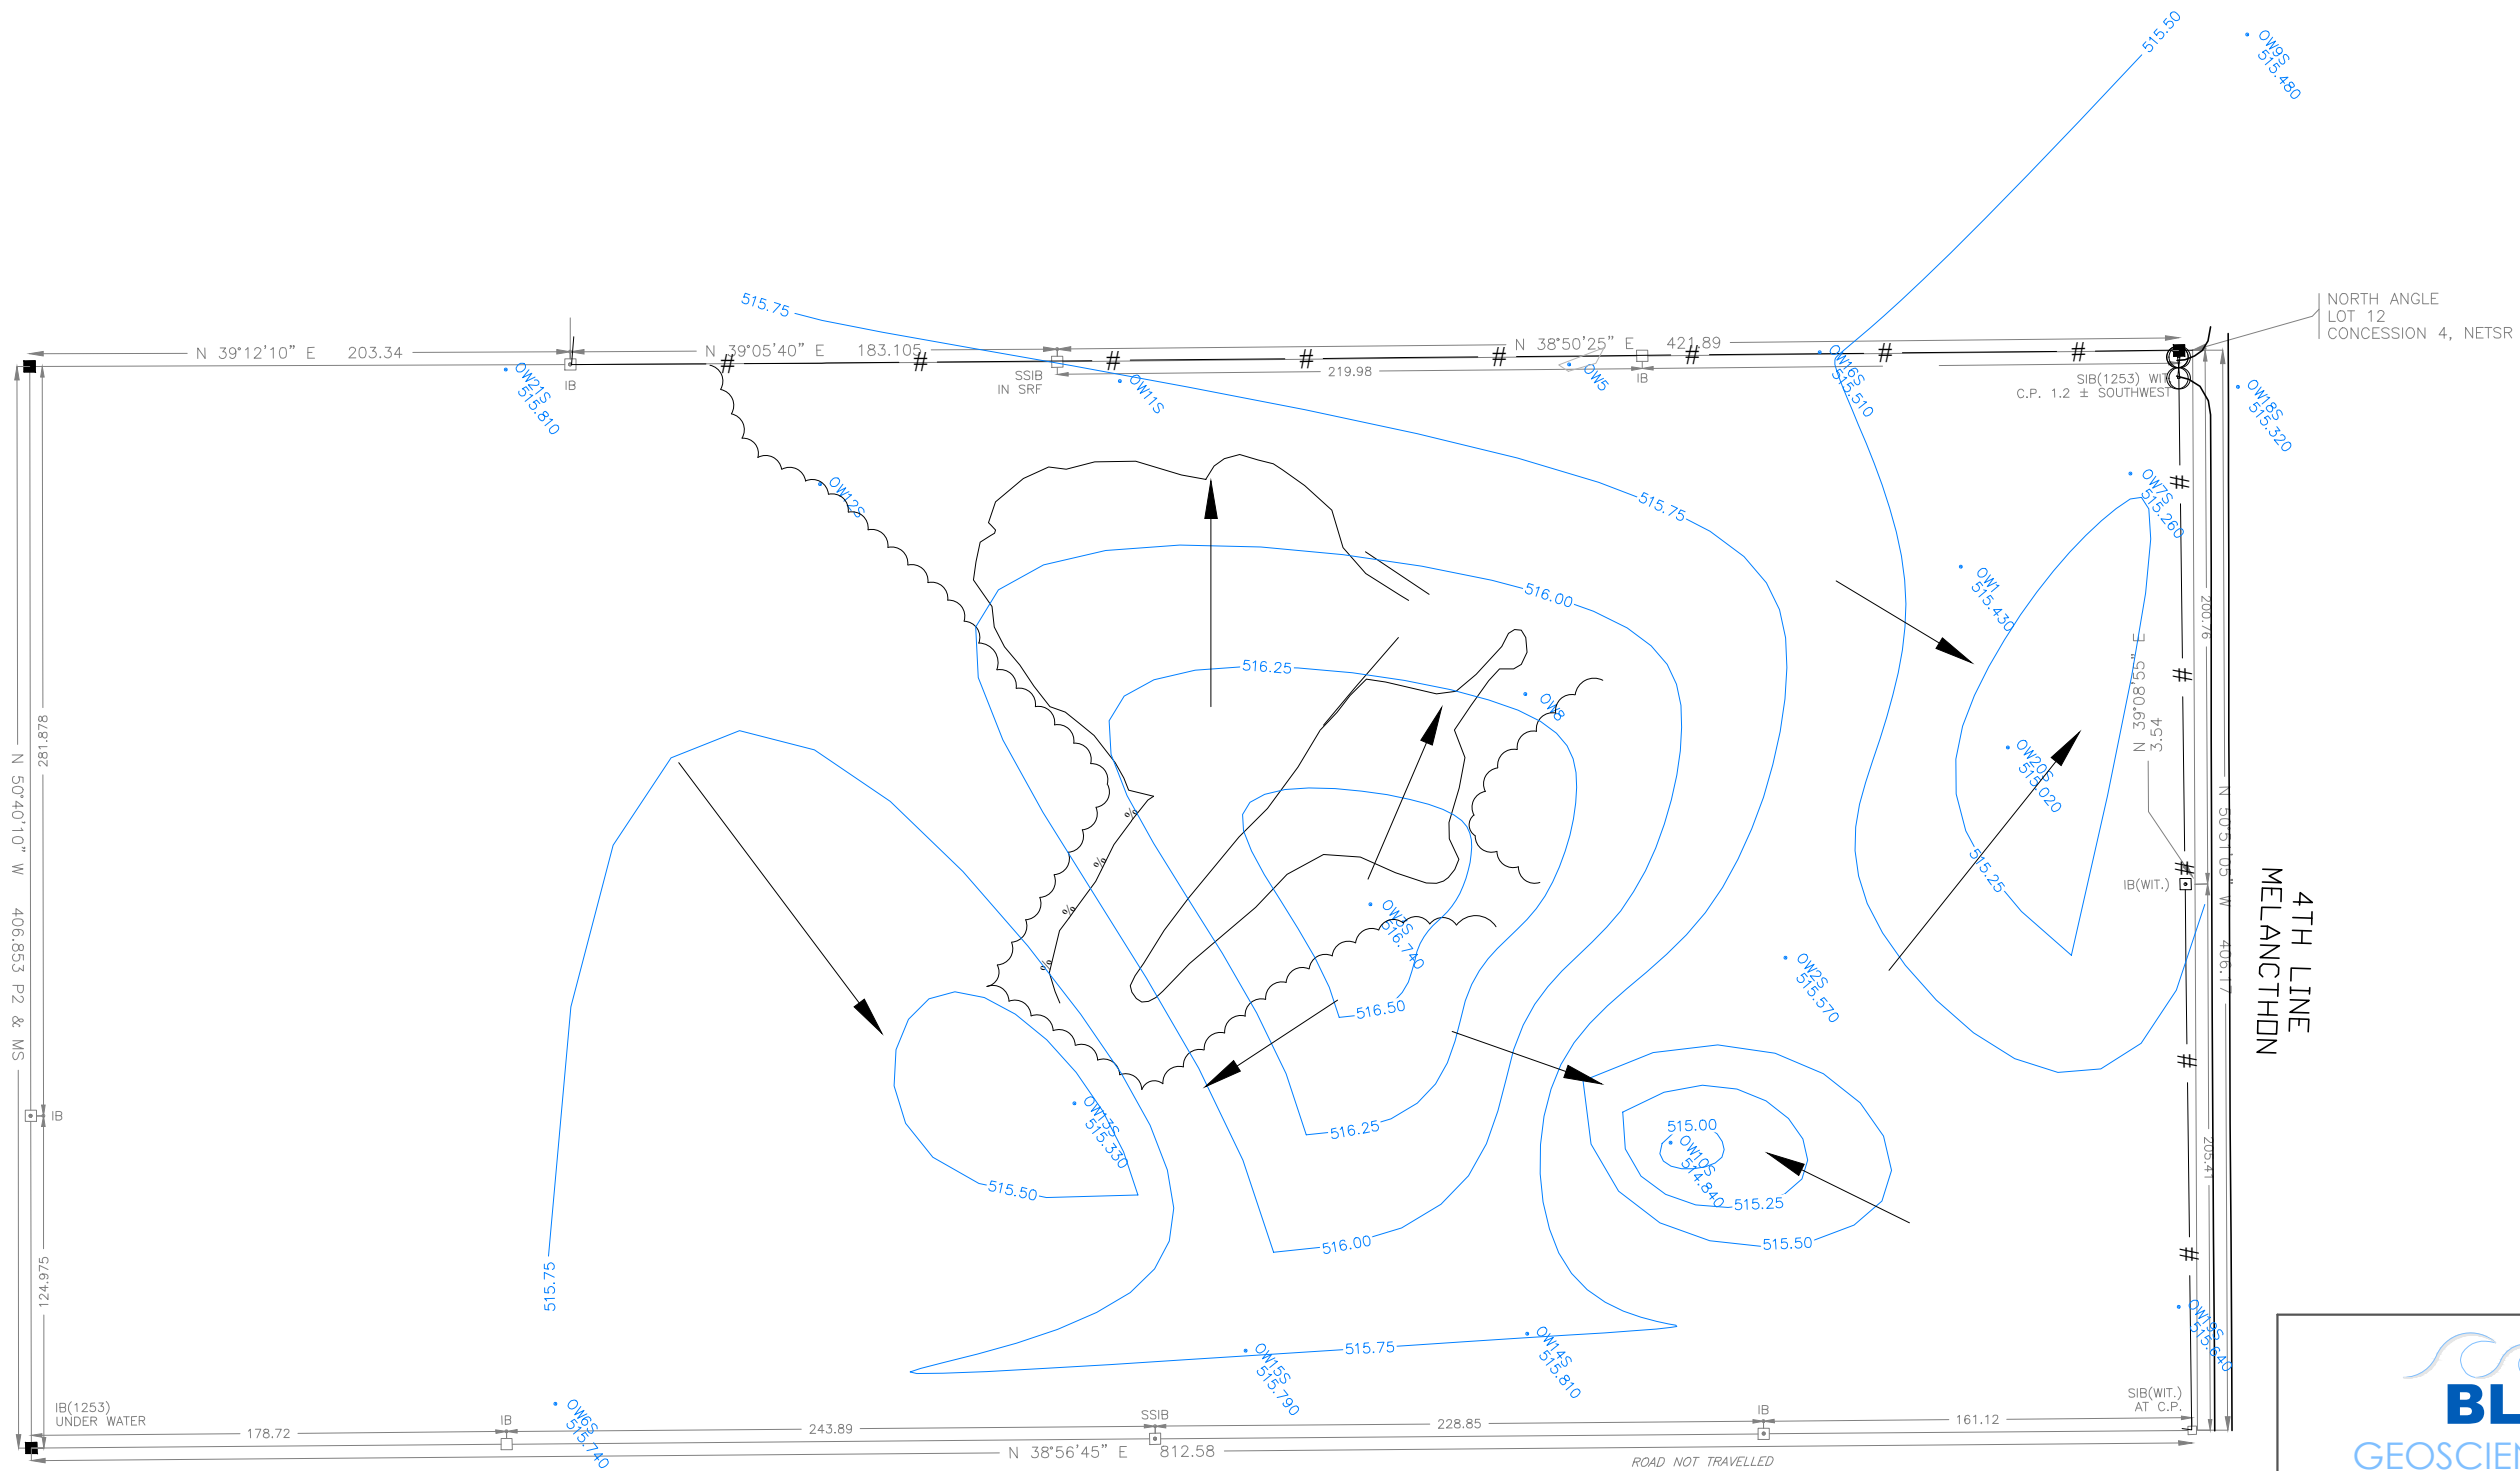 515.50
OW9S
515.480
515.75
NORTH ANGLE
LOT 12
CONCESSION 4, NETSR
N 39°12'10" E 203.34
N 39°05'40" E 183.105
N 38°50'25" E 421.89
219.98
SSIB
IN SRF
IB
IB
OW21S
515.810
OW11S
OW5
OW16S
515.510
SIB(1253) WIT
C.P. 1.2 ± SOUTHWEST
OW18S
515.320
OW12S
OW7S
515.260
515.75
OW1
515.430
516.00
200.76
N 39°08'55" E
3.54
516.25
OW8
281.878
N 50°40'10" W 406.853 P2 & MS
OW20S
515.020
N 50°51'05" W 406.17
515.25
IB(WIT.)
4TH LINE
MELANCTHON
OW3S
516.740
OW2S
515.570
516.50
IB
OW13S
515.330
516.25
515.00
OW10S
514.840
205.41
515.50
515.25
516.00
515.50
124.975
515.75
OW19S
515.640
515.75
OW15S
515.790
OW14S
515.810
IB(1253)
UNDER WATER
OW6S
515.740
SIB(WIT.)
AT C.P.
178.72
IB
243.89
SSIB
228.85
IB
161.12
N 38°56'45" E 812.58
ROAD NOT TRAVELLED
BL
GEOSCIEN